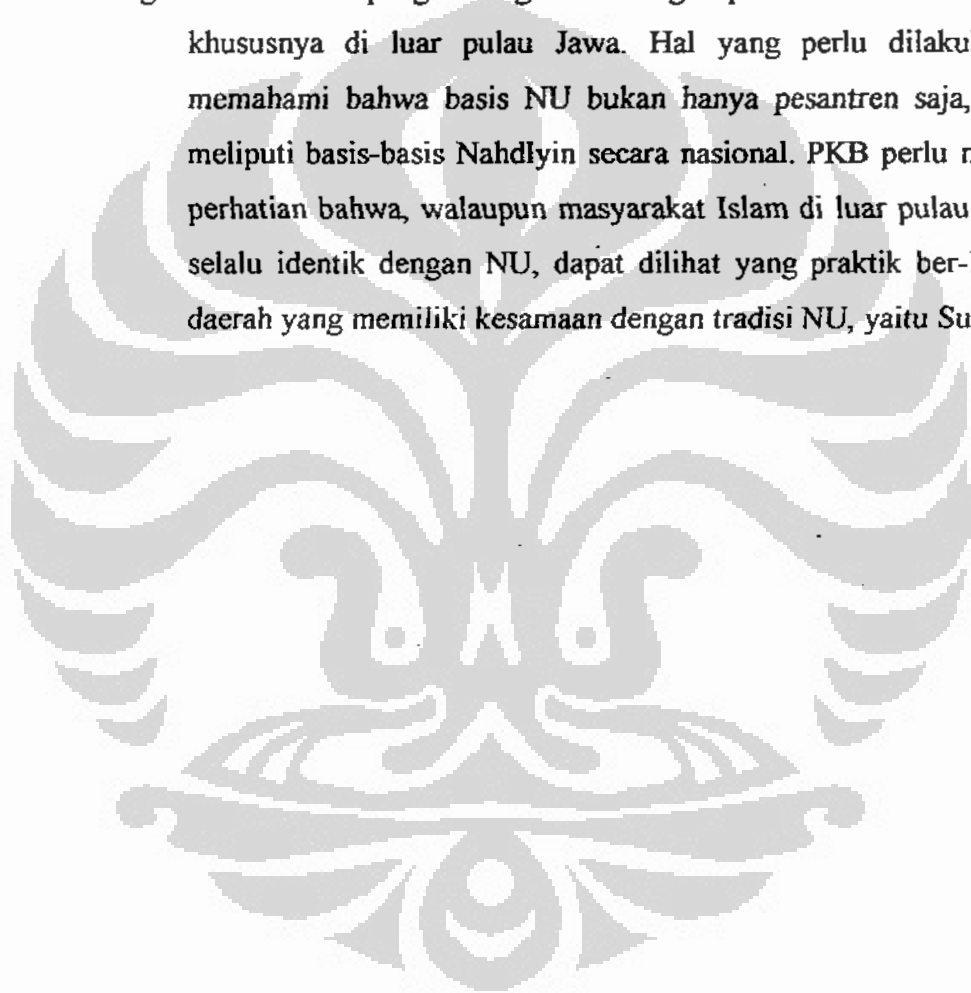 khususnya di luar pulau Jawa. Hal yang perlu
memahami bahwa basis NU bukan hanya pesantren saja,
meliputi basis-basis Nahdlyin secara nasional. PKB perlu
perhatian bahwa, walaupun masyarakat Islam di luar pulau
selalu identik dengan NU, dapat dilihat yang praktik ber-
daerah yang memiliki kesamaan dengan tradisi NU, yaitu